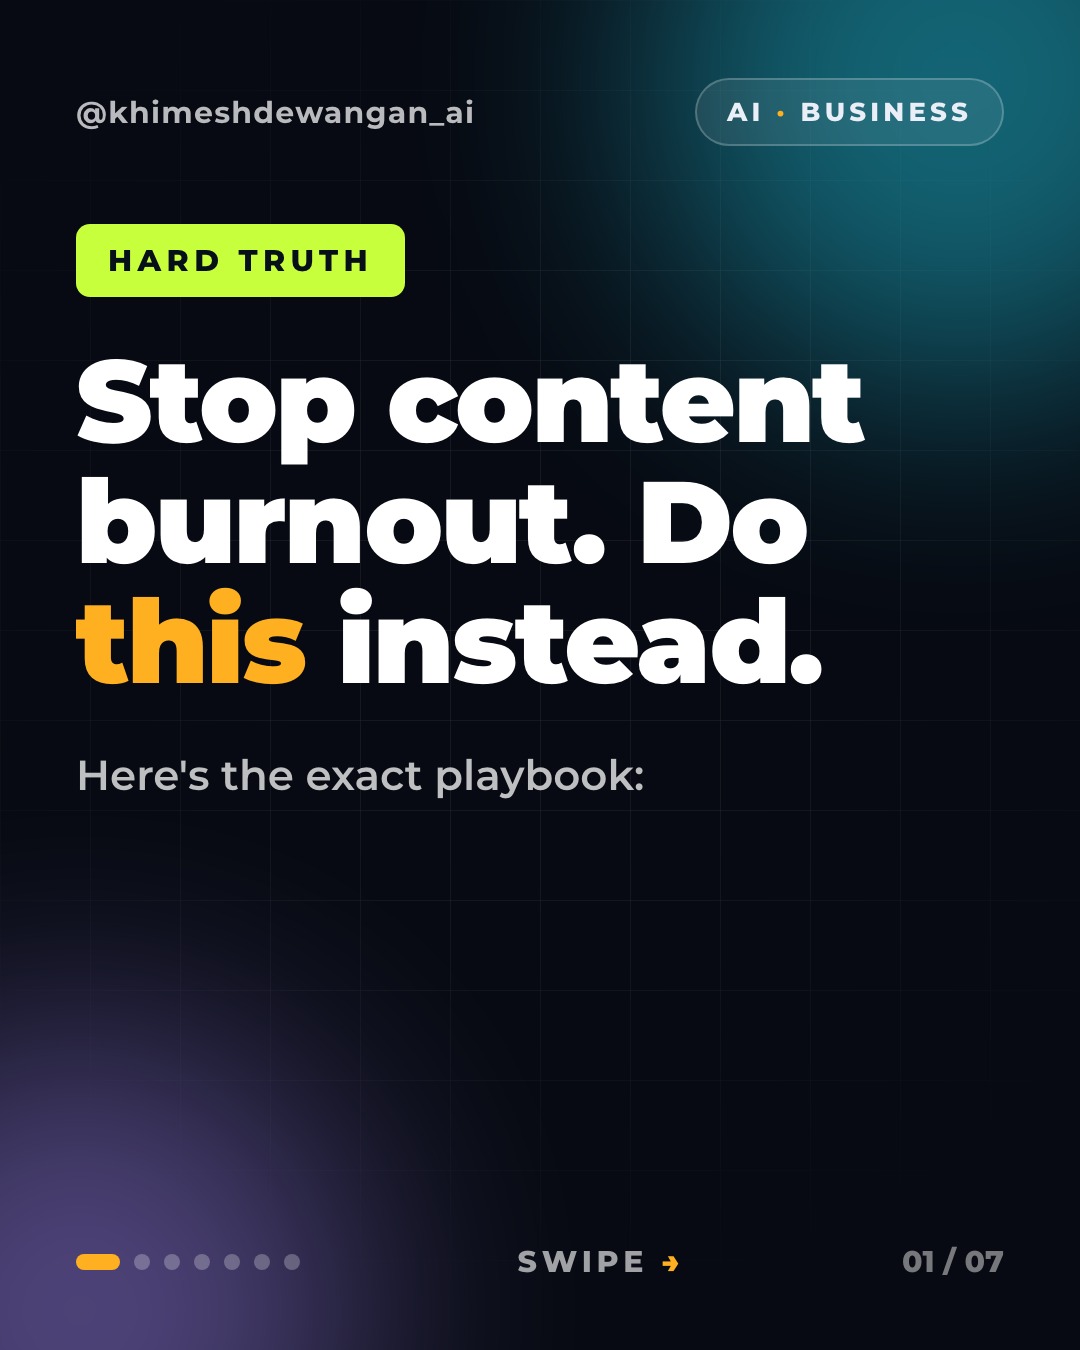 @khimeshdewangan_ai
AI · BUSINESS
HARD TRUTH
Stop content
burnout. Do
this instead.
Here's the exact playbook:
SWIPE →
01 / 07